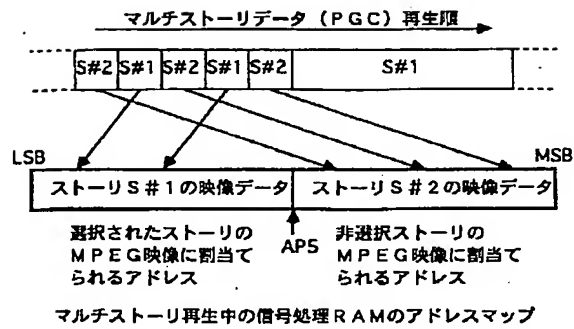 マルチストーリデータ（ＰＧＣ）再生順
S#2 S#1 S#2 S#1 S#2 S#1
LSB MSB
ストーリＳ＃１の映像データ ストーリＳ＃２の映像データ
選択されたストーリの
ＭＰＥＧ映像に割当て
られるアドレス
AP5
非選択ストーリの
ＭＰＥＧ映像に割当て
られるアドレス
マルチストーリ再生中の信号処理ＲＡＭのアドレスマップ